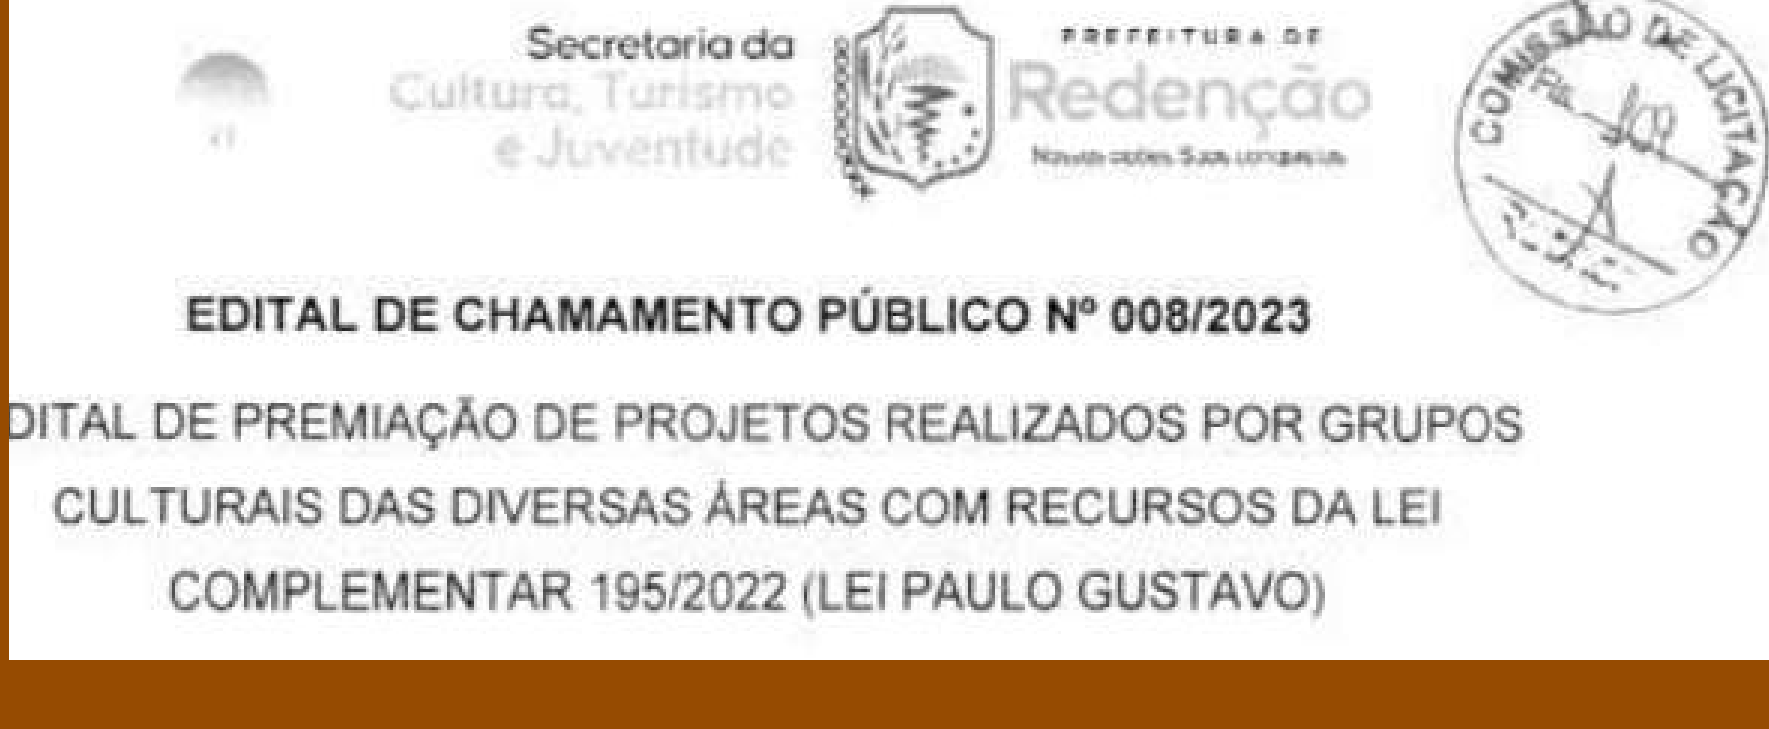 Secretaria da
Cultura, Turismo
e Juventude
PREFEITURA DE
Redenção
COMISSÃO DE LICITAÇÃO
EDITAL DE CHAMAMENTO PÚBLICO Nº 008/2023
DITAL DE PREMIAÇÃO DE PROJETOS REALIZADOS POR GRUPOS
CULTURAIS DAS DIVERSAS ÁREAS COM RECURSOS DA LEI
COMPLEMENTAR 195/2022 (LEI PAULO GUSTAVO)